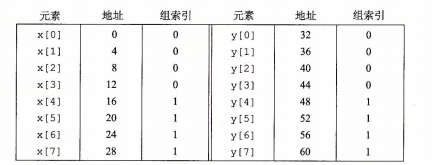 元素 地址 组索引 元素 地址 组索引
x[0] 0 0 y[0] 32 0
x[1] 4 0 y[1] 36 0
x[2] 8 0 y[2] 40 0
x[3] 12 0 y[3] 44 0
x[4] 16 1 y[4] 48 1
x[5] 20 1 y[5] 52 1
x[6] 24 1 y[6] 56 1
x[7] 28 1 y[7] 60 1